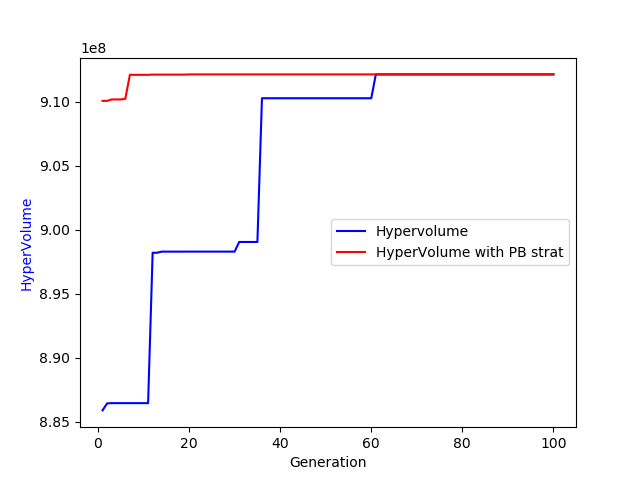 1e8
9.10
9.05
9.00
8.95
8.90
8.85
HyperVolume
Hypervolume
HyperVolume with PB strat
0 20 40 60 80 100
Generation